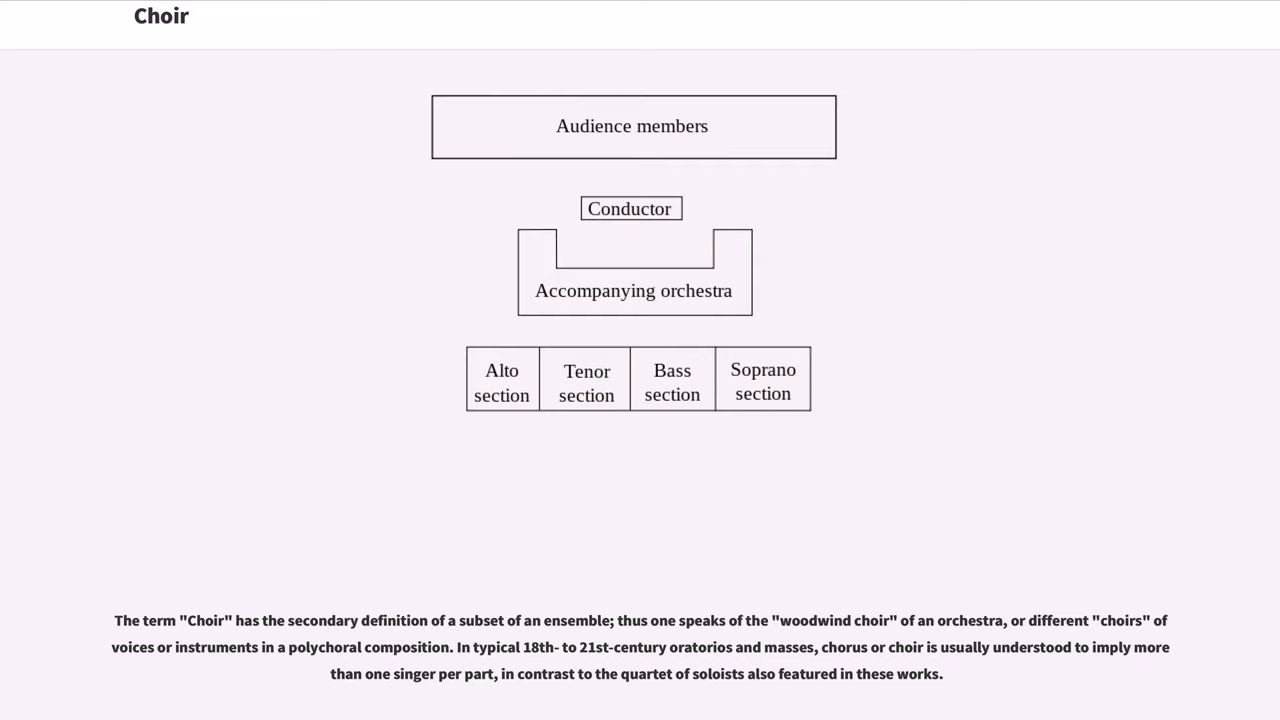 Choir
Audience members
Conductor
Accompanying orchestra
Alto section
Tenor section
Bass section
Soprano section
The term "Choir" has the secondary definition of a subset of an ensemble; thus one speaks of the "woodwind choir" of an orchestra, or different "choirs" of
voices or instruments in a polychoral composition. In typical 18th- to 21st-century oratorios and masses, chorus or choir is usually understood to imply more
than one singer per part, in contrast to the quartet of soloists also featured in these works.